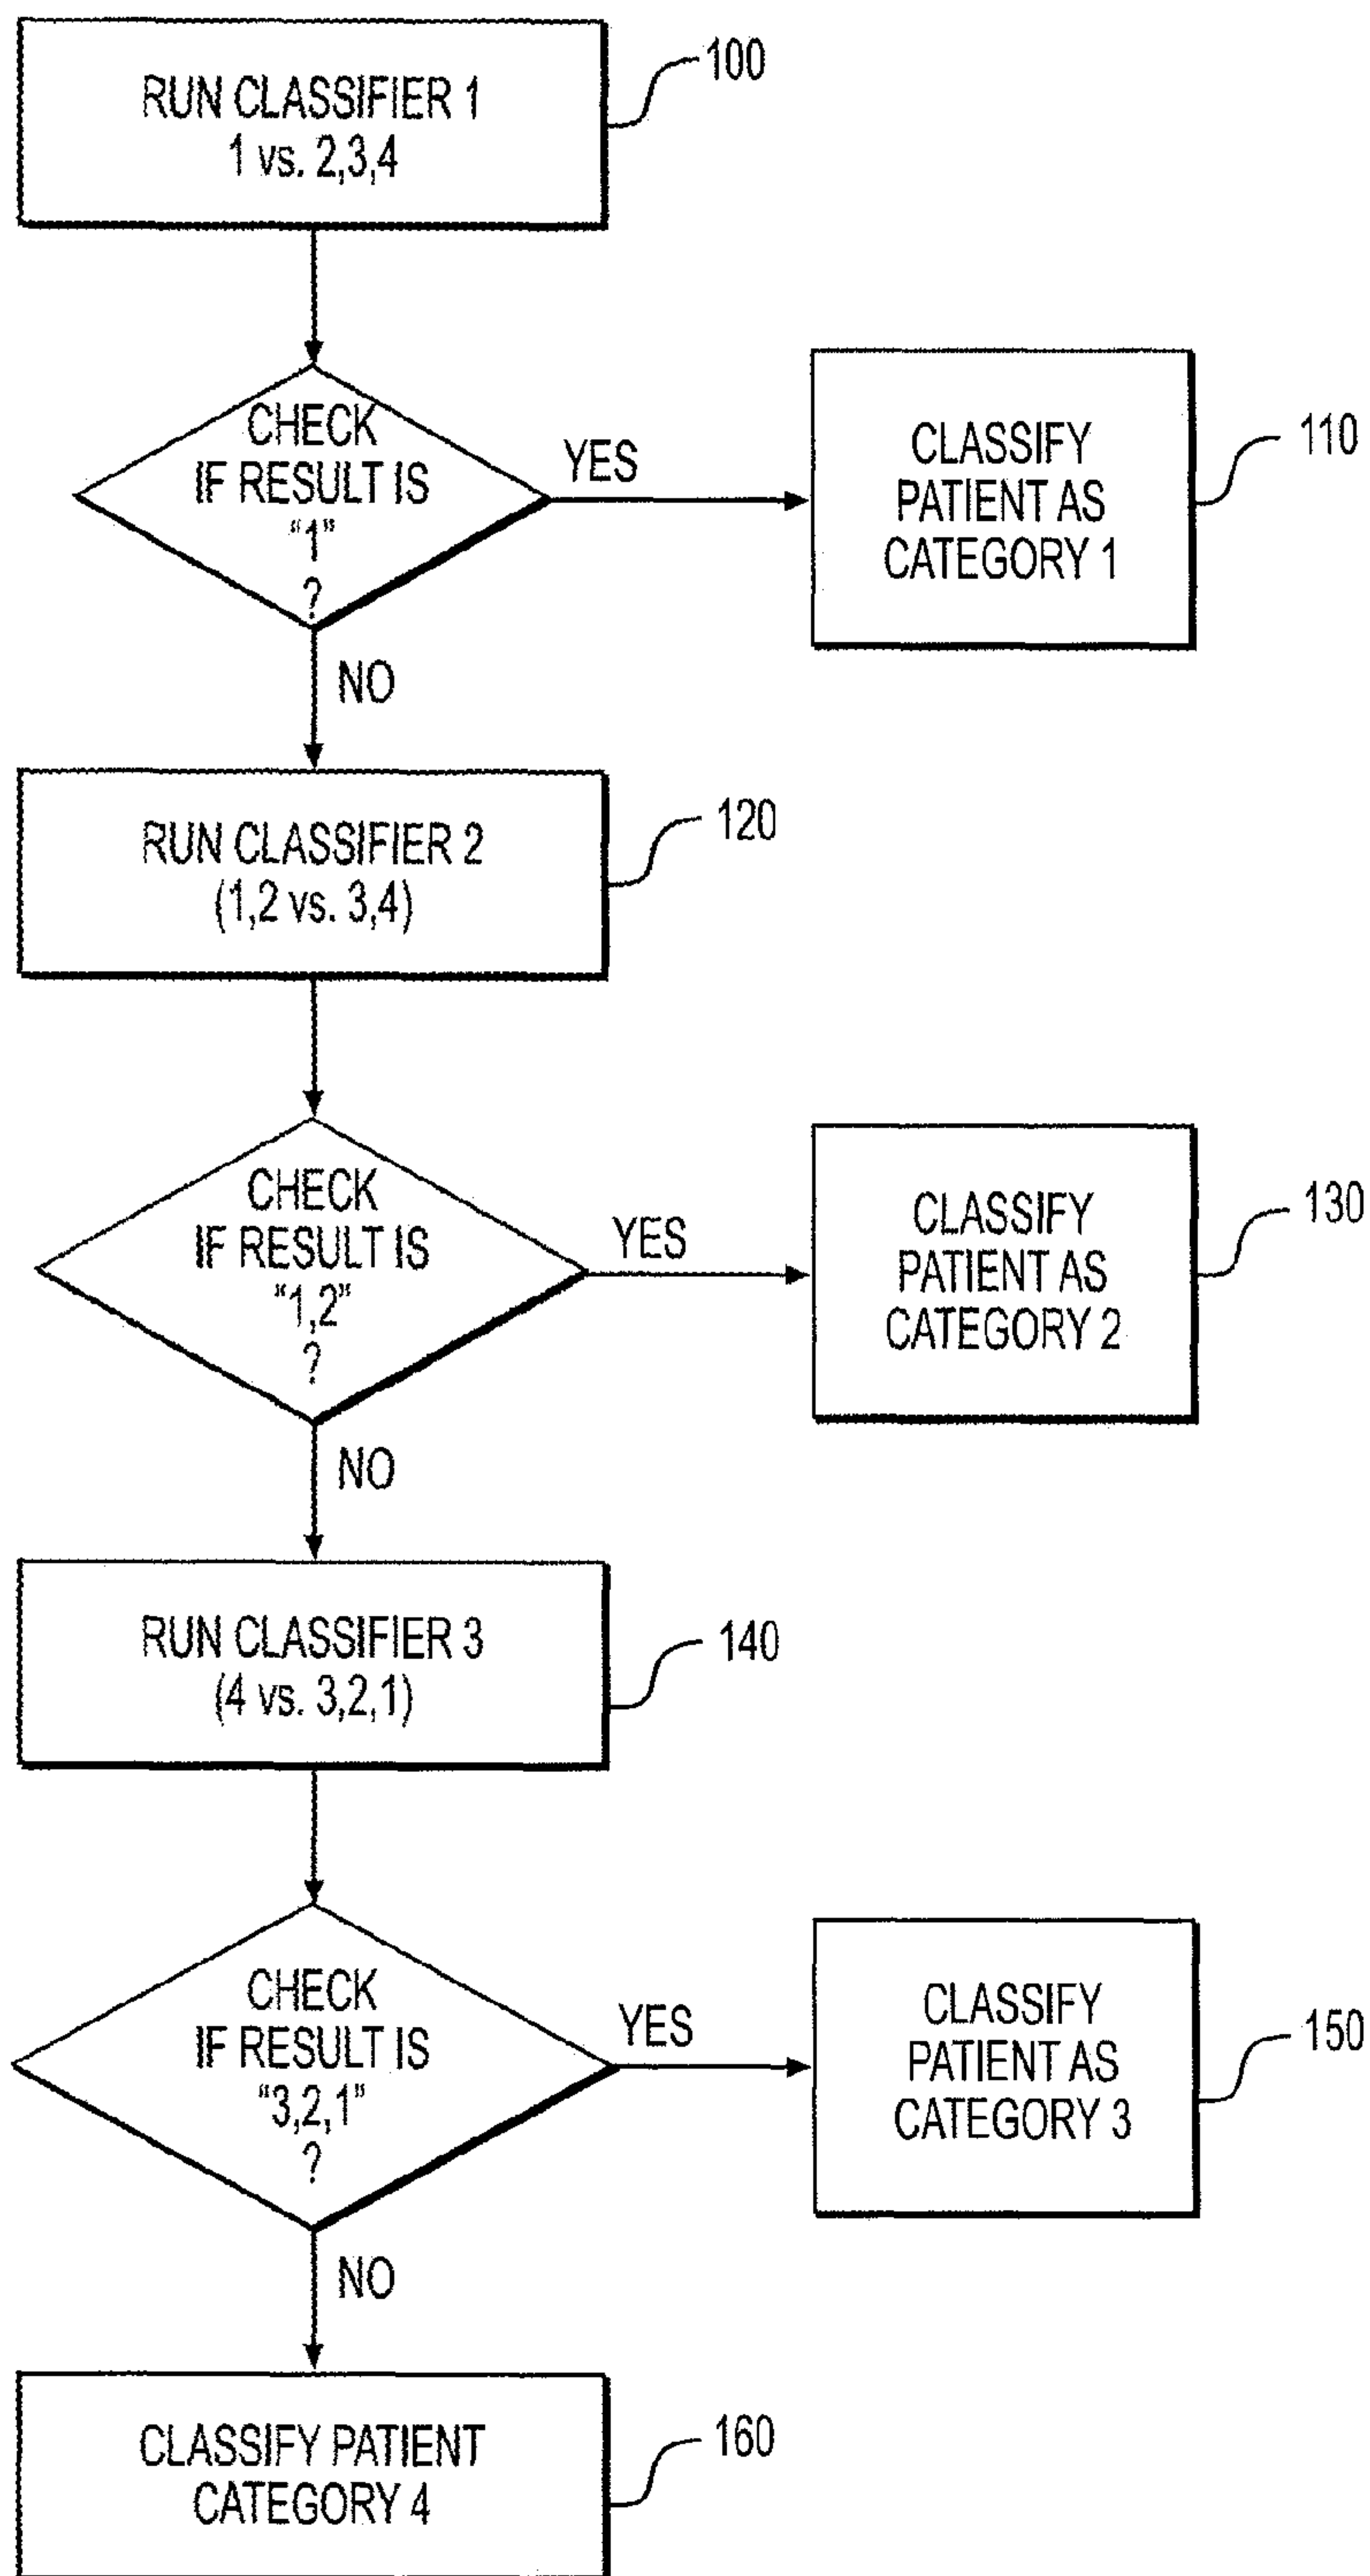 RUN CLASSIFIER 1
1 vs. 2,3,4
100
CHECK
IF RESULT IS
“1”
?
YES
CLASSIFY
PATIENT AS
CATEGORY 1
110
NO
RUN CLASSIFIER 2
(1,2 vs. 3,4)
120
CHECK
IF RESULT IS
“1,2”
?
YES
CLASSIFY
PATIENT AS
CATEGORY 2
130
NO
RUN CLASSIFIER 3
(4 vs. 3,2,1)
140
CHECK
IF RESULT IS
“3,2,1”
?
YES
CLASSIFY
PATIENT AS
CATEGORY 3
150
NO
CLASSIFY PATIENT
CATEGORY 4
160